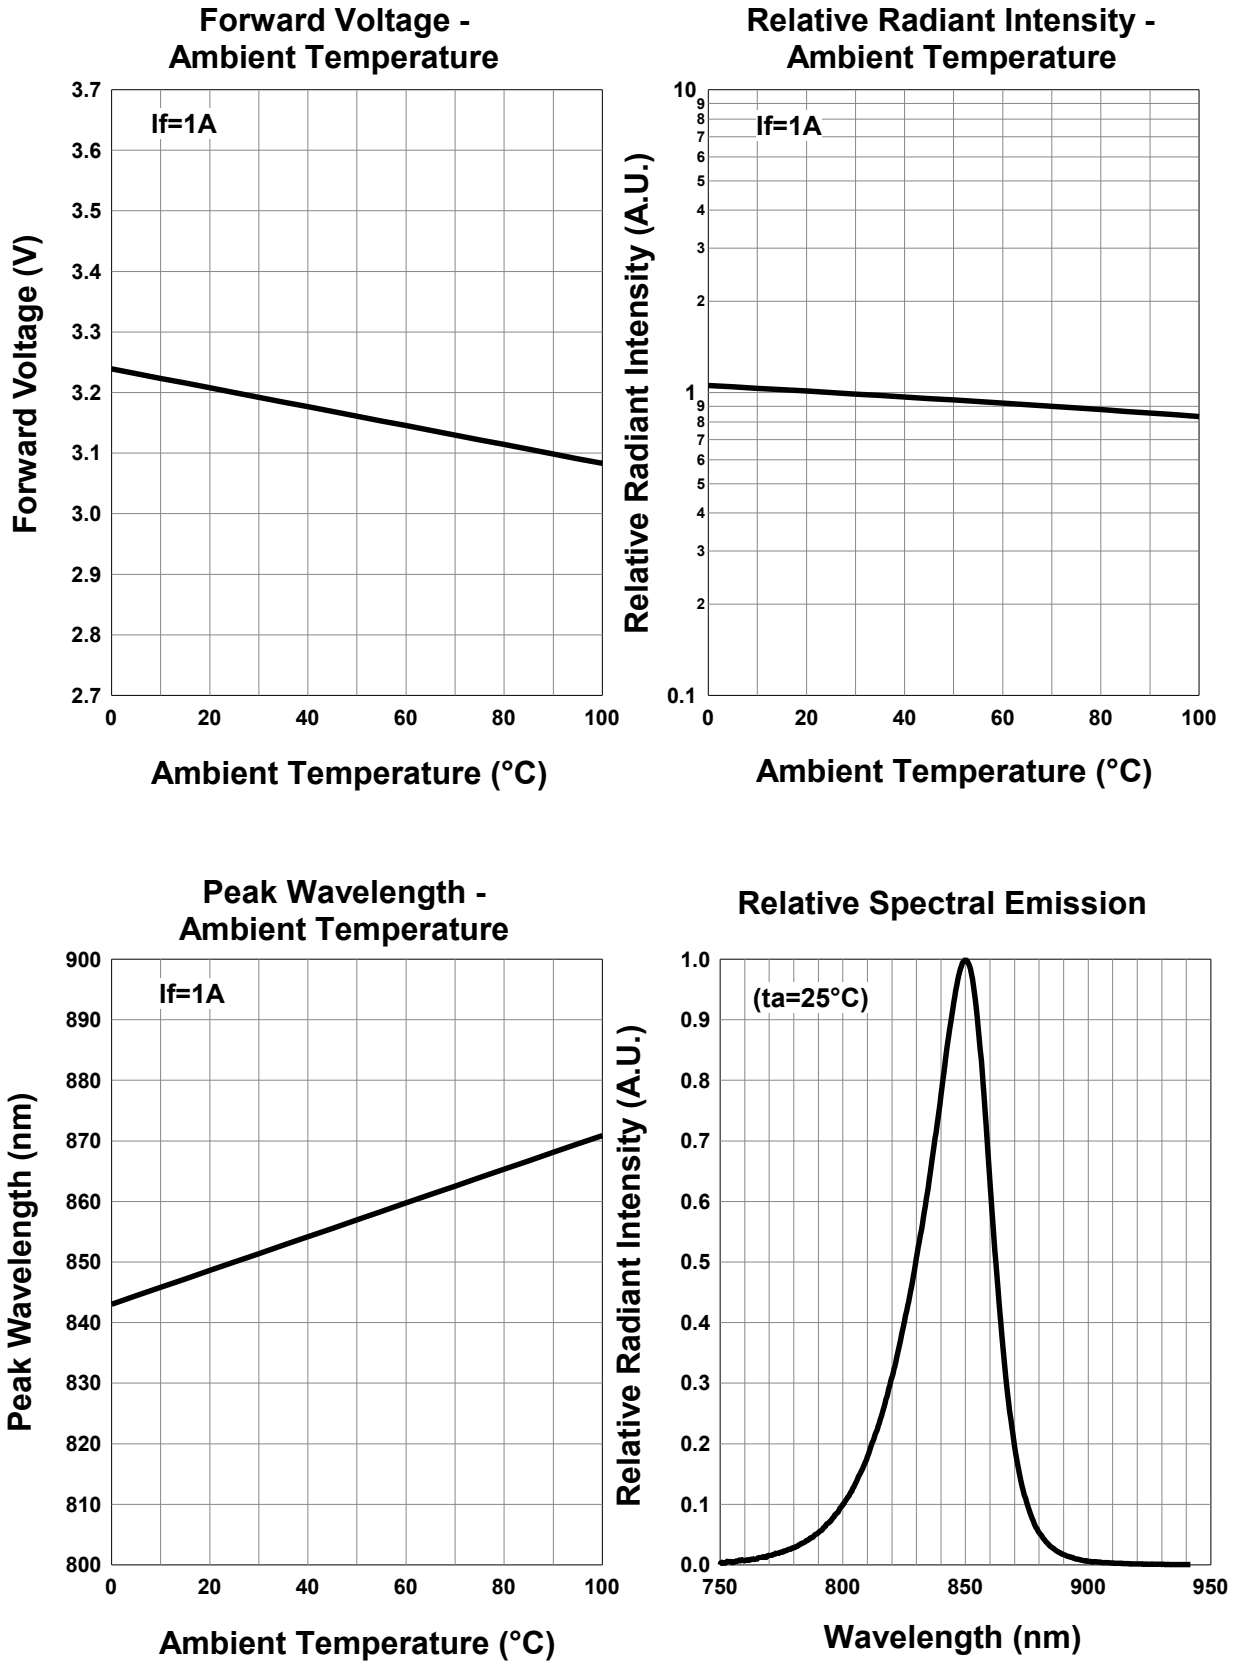 Forward Voltage -
Ambient Temperature
If=1A
Forward Voltage (V)
3.7
3.6
3.5
3.4
3.3
3.2
3.1
3.0
2.9
2.8
2.7
0 20 40 60 80 100
Ambient Temperature (°C)
Relative Radiant Intensity -
Ambient Temperature
If=1A
Relative Radiant Intensity (A.U.)
10
9
8
7
6
5
4
3
2
1
9
8
7
6
5
4
3
2
0.1
0 20 40 60 80 100
Ambient Temperature (°C)
Peak Wavelength -
Ambient Temperature
If=1A
Peak Wavelength (nm)
900
890
880
870
860
850
840
830
820
810
800
0 20 40 60 80 100
Ambient Temperature (°C)
Relative Spectral Emission
(ta=25°C)
Relative Radiant Intensity (A.U.)
1.0
0.9
0.8
0.7
0.6
0.5
0.4
0.3
0.2
0.1
0.0
750 800 850 900 950
Wavelength (nm)